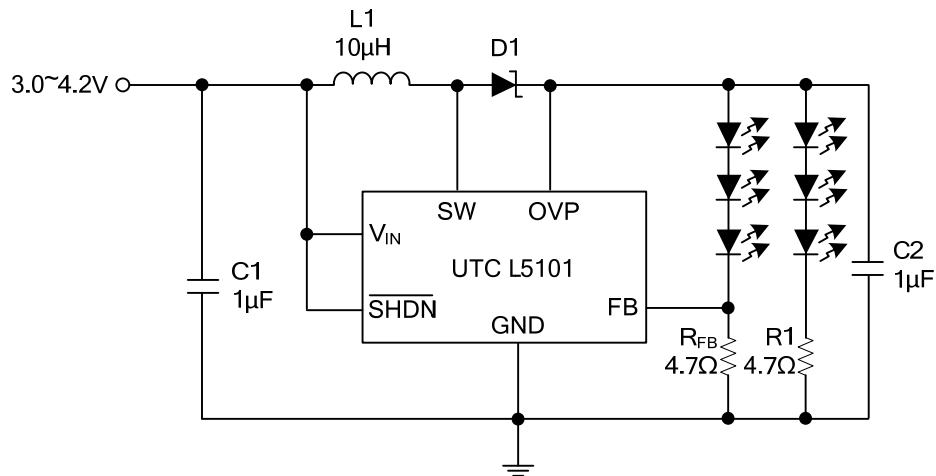 L1
10μH
D1
3.0~4.2V
SW
OVP
VIN
UTC L5101
C1
1μF
SHDN
FB
GND
C2
1μF
RFB
4.7Ω
R1
4.7Ω